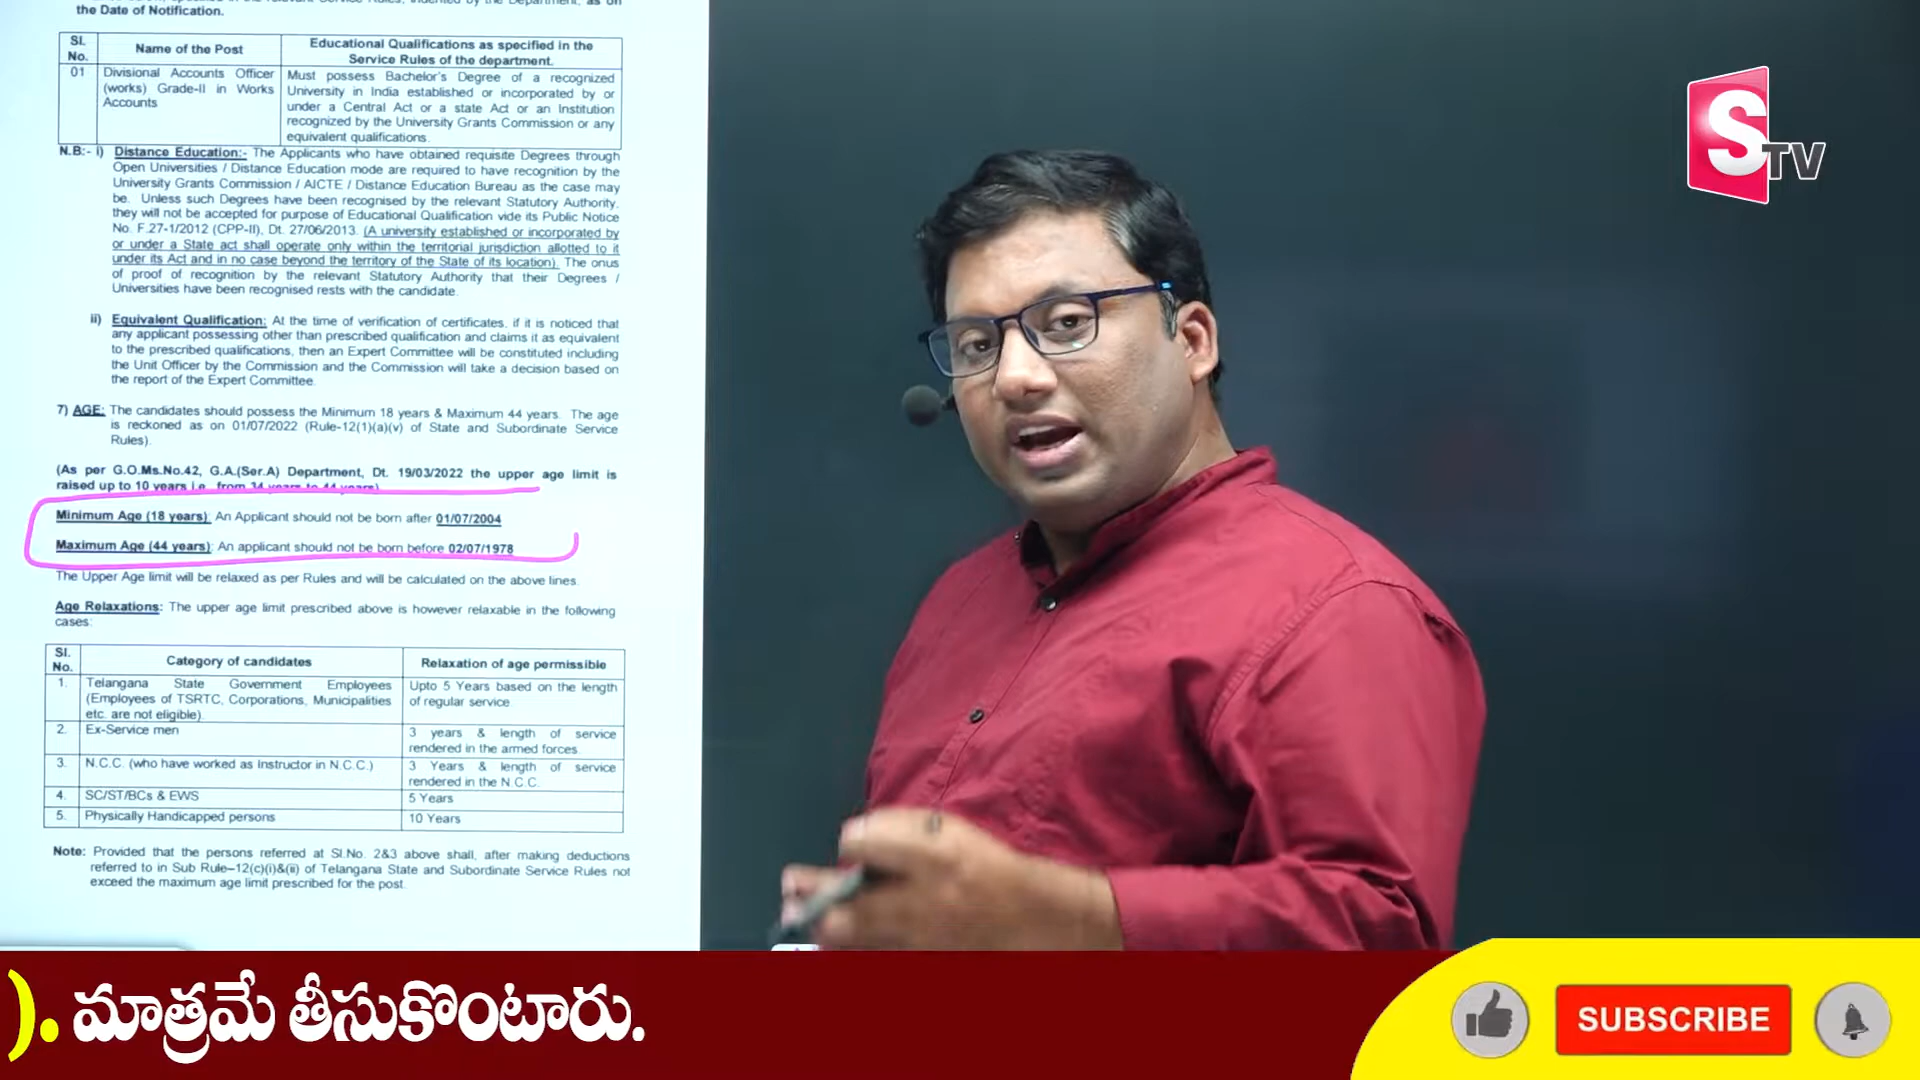 the Date of Notification.
Sl. No.
Name of the Post
Educational Qualifications as specified in the
Service Rules of the department.
01
Divisional Accounts Officer
(works) Grade-II in Works
Accounts
Must possess Bachelor's Degree of a recognized
University in India established or incorporated by or
under a Central Act or a state Act or an Institution
recognized by the University Grants Commission or any
equivalent qualifications.
N.B:- i) Distance Education:- The Applicants who have obtained requisite Degrees through
Open Universities / Distance Education mode are required to have recognition by the
University Grants Commission / AICTE / Distance Education Bureau as the case may
be. Unless such Degrees have been recognised by the relevant Statutory Authority,
they will not be accepted for purpose of Educational Qualification vide its Public Notice
No. F.27-1/2012 (CPP-II), Dt. 27/06/2013. (A university established or incorporated by
or under a State act shall operate only within the territorial jurisdiction allotted to it
under its Act and in no case beyond the territory of the State of its location). The onus
of proof of recognition by the relevant Statutory Authority that their Degrees /
Universities have been recognised rests with the candidate.
ii) Equivalent Qualification: At the time of verification of certificates, if it is noticed that
any applicant possessing other than prescribed qualification and claims it as equivalent
to the prescribed qualifications, then an Expert Committee will be constituted including
the Unit Officer by the Commission and the Commission will take a decision based on
the report of the Expert Committee.
7) AGE: The candidates should possess the Minimum 18 years & Maximum 44 years. The age
is reckoned as on 01/07/2022 (Rule-12(1)(a)(v) of State and Subordinate Service
Rules).
(As per G.O.Ms.No.42, G.A.(Ser.A) Department, Dt. 19/03/2022 the upper age limit is
raised up to 10 years i.e., from 34 years to 44 years)
Minimum Age (18 years): An Applicant should not be born after 01/07/2004
Maximum Age (44 years): An applicant should not be born before 02/07/1978
The Upper Age limit will be relaxed as per Rules and will be calculated on the above lines.
Age Relaxations: The upper age limit prescribed above is however relaxable in the following
cases:
Sl. No.
Category of candidates
Relaxation of age permissible
1.
Telangana State Government Employees
(Employees of TSRTC, Corporations, Municipalities
etc. are not eligible)
Upto 5 Years based on the length
of regular service
2.
Ex-Service men
3 years & length of service
rendered in the armed forces.
3.
N.C.C. (who have worked as Instructor in N.C.C.)
3 Years & length of service
rendered in the N.C.C.
4.
SC/ST/BCs & EWS
5 Years
5.
Physically Handicapped persons
10 Years
Note: Provided that the persons referred at Sl.No. 2&3 above shall, after making deductions
referred to in Sub Rule–12(c)(i)&(ii) of Telangana State and Subordinate Service Rules not
exceed the maximum age limit prescribed for the post.
S TV
). మాత్రమే తీసుకొంటారు.
SUBSCRIBE